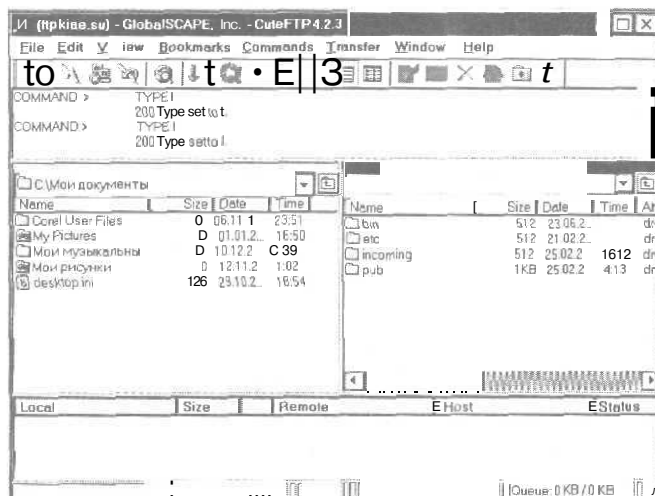 И (ftpkiae.su) - GlobalSCAPE, Inc. - CuteFTP 4.2.3
File Edit V iew Bookmarks Commands Transfer Window Help
to t • E||3 t
COMMAND > TYPE I
200 Type set to t.
COMMAND > TYPE I
200 Type set to I.
C:\Мои документы
Name Size Date Time
Corel User Files 0 06.11 1 23:51
My Pictures D 01.01.2... 16:50
Мои музыкальны D 10.12.2 C 39
Мои рисунки 0 12.11.2 1:02
desktop.ini 126 29.10.2... 16:54
Name Size Date Time
bin 512 23.06.2...
etc 512 21.02.2...
incoming 512 25.02.2 1612
pub 1KB 25.02.2 4:13
Local Size Remote E Host E Status
Queue: 0 KB / 0 KB